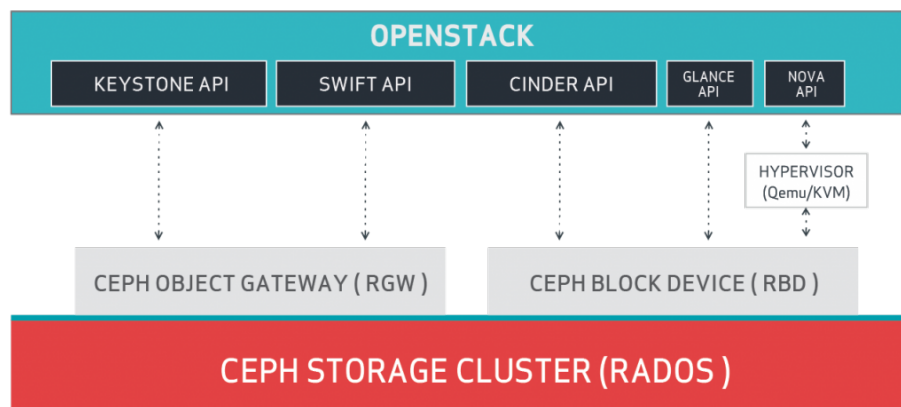 OPENSTACK
KEYSTONE API
SWIFT API
CINDER API
GLANCE
API
NOVA
API
HYPERVISOR
(Qemu/KVM)
CEPH OBJECT GATEWAY ( RGW )
CEPH BLOCK DEVICE ( RBD )
CEPH STORAGE CLUSTER (RADOS )